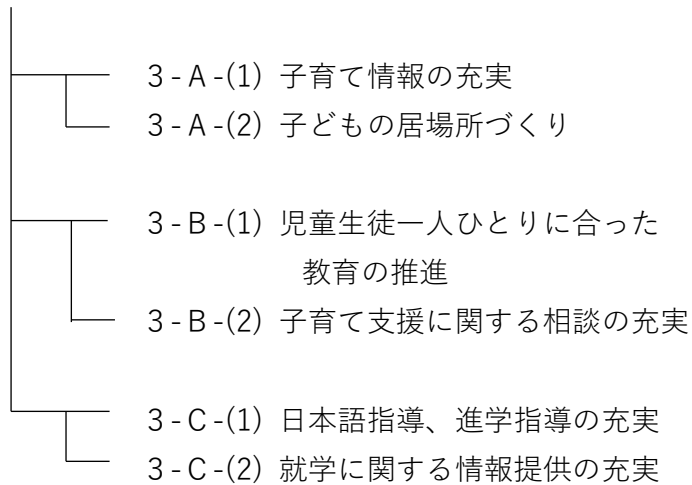 3-A-(1) 子育て情報の充実
3-A-(2) 子どもの居場所づくり
3-B-(1) 児童生徒一人ひとりに合った
教育の推進
3-B-(2) 子育て支援に関する相談の充実
3-C-(1) 日本語指導、進学指導の充実
3-C-(2) 就学に関する情報提供の充実